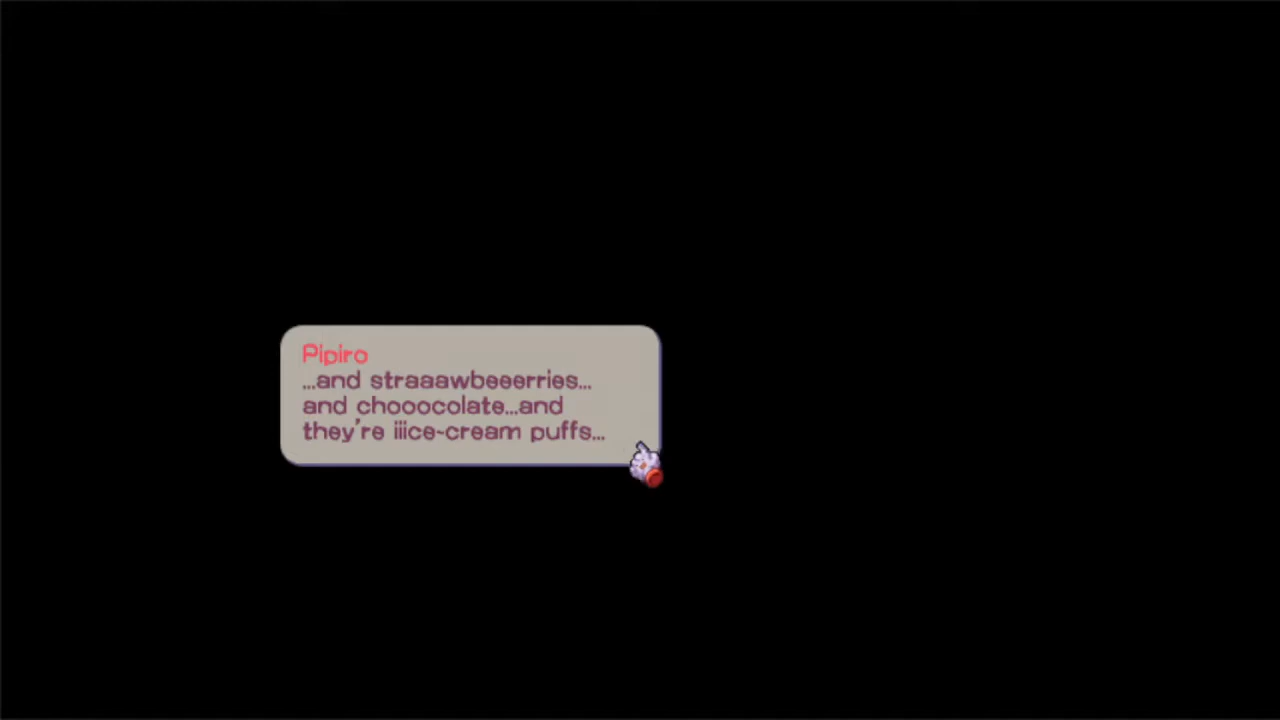 Pipiro
...and straaawbeeerries...
and chooocolate...and
they're iiice-cream puffs...